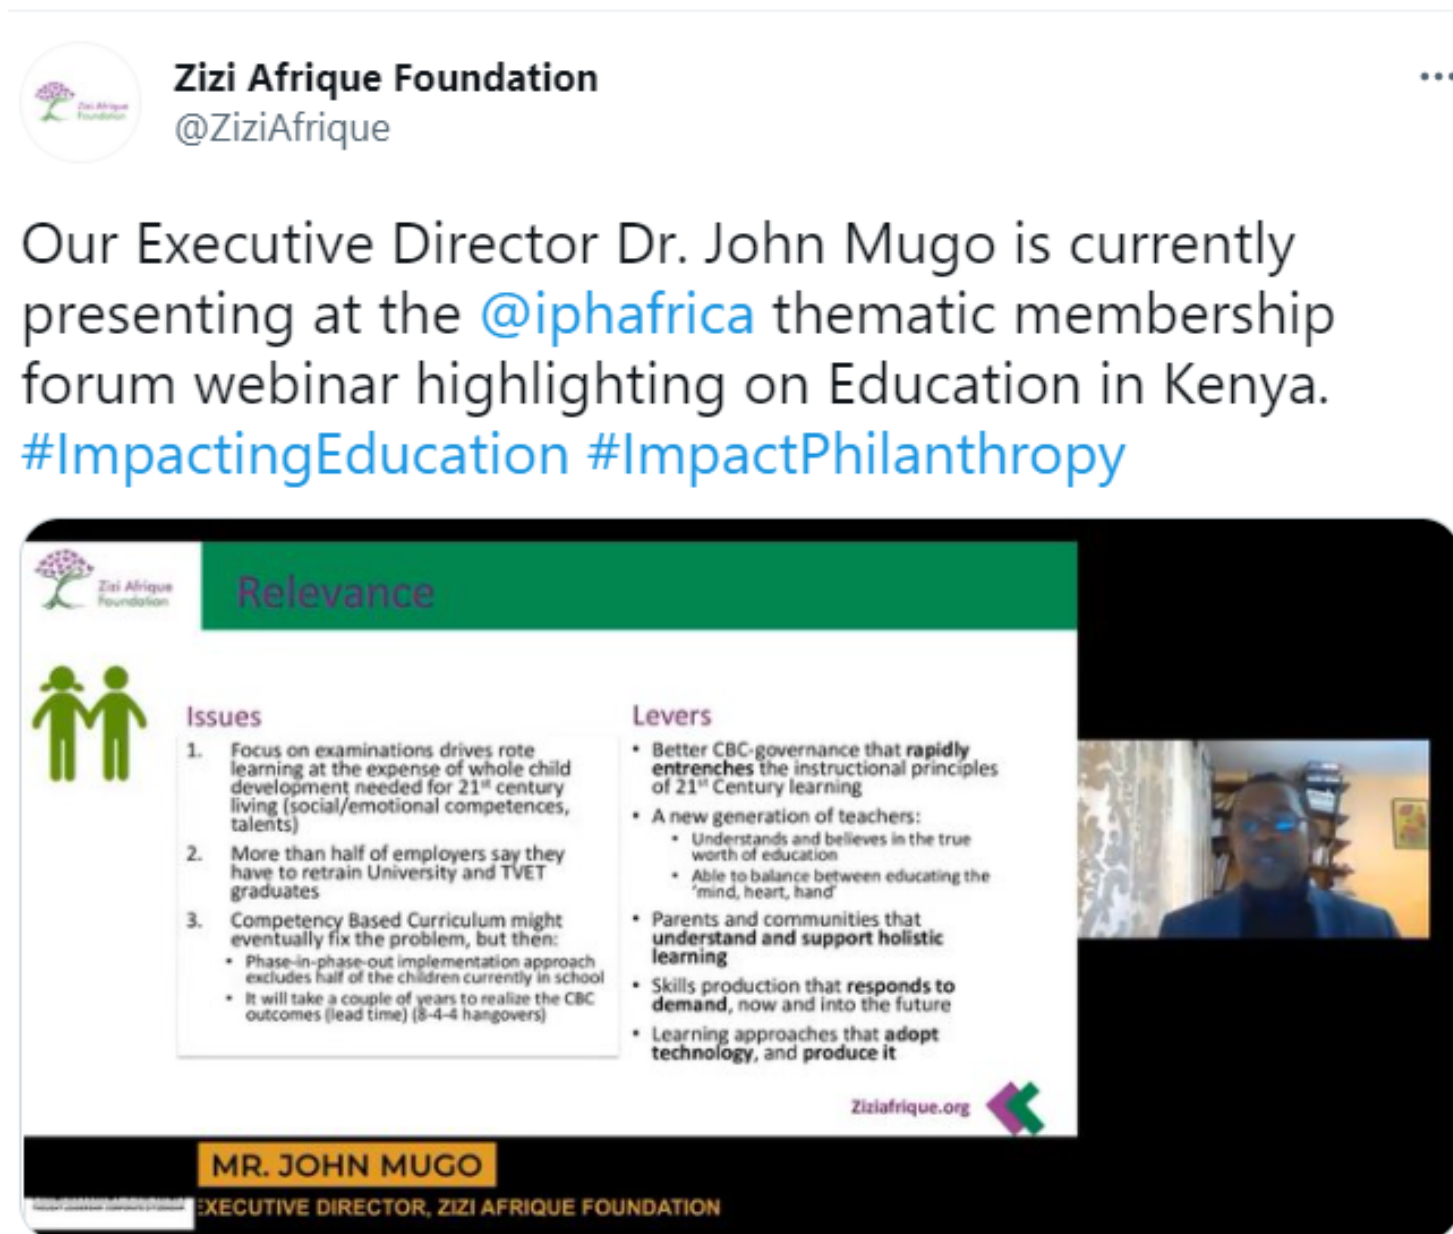 Zizi Afrique Foundation
@ZiziAfrique
Our Executive Director Dr. John Mugo is currently
presenting at the @iphafrica thematic membership
forum webinar highlighting on Education in Kenya.
#ImpactingEducation #ImpactPhilanthropy
Zizi Afrique
Foundation
Relevance
Issues
1. Focus on examinations drives rote
learning at the expense of whole child
development needed for 21st century
living (social/emotional competences,
talents)
2. More than half of employers say they
have to retrain University and TVET
graduates
3. Competency Based Curriculum might
eventually fix the problem, but then:
• Phase-in-phase-out implementation approach
excludes half of the children currently in school
• It will take a couple of years to realize the CBC
outcomes (lead time) (8-4-4 hangovers)
Levers
• Better CBC-governance that rapidly
entrenches the instructional principles
of 21st Century learning
• A new generation of teachers:
• Understands and believes in the true
worth of education
• Able to balance between educating the
'mind, heart, hand'
• Parents and communities that
understand and support holistic
learning
• Skills production that responds to
demand, now and into the future
• Learning approaches that adopt
technology, and produce it
Ziziafrique.org
MR. JOHN MUGO
EXECUTIVE DIRECTOR, ZIZI AFRIQUE FOUNDATION